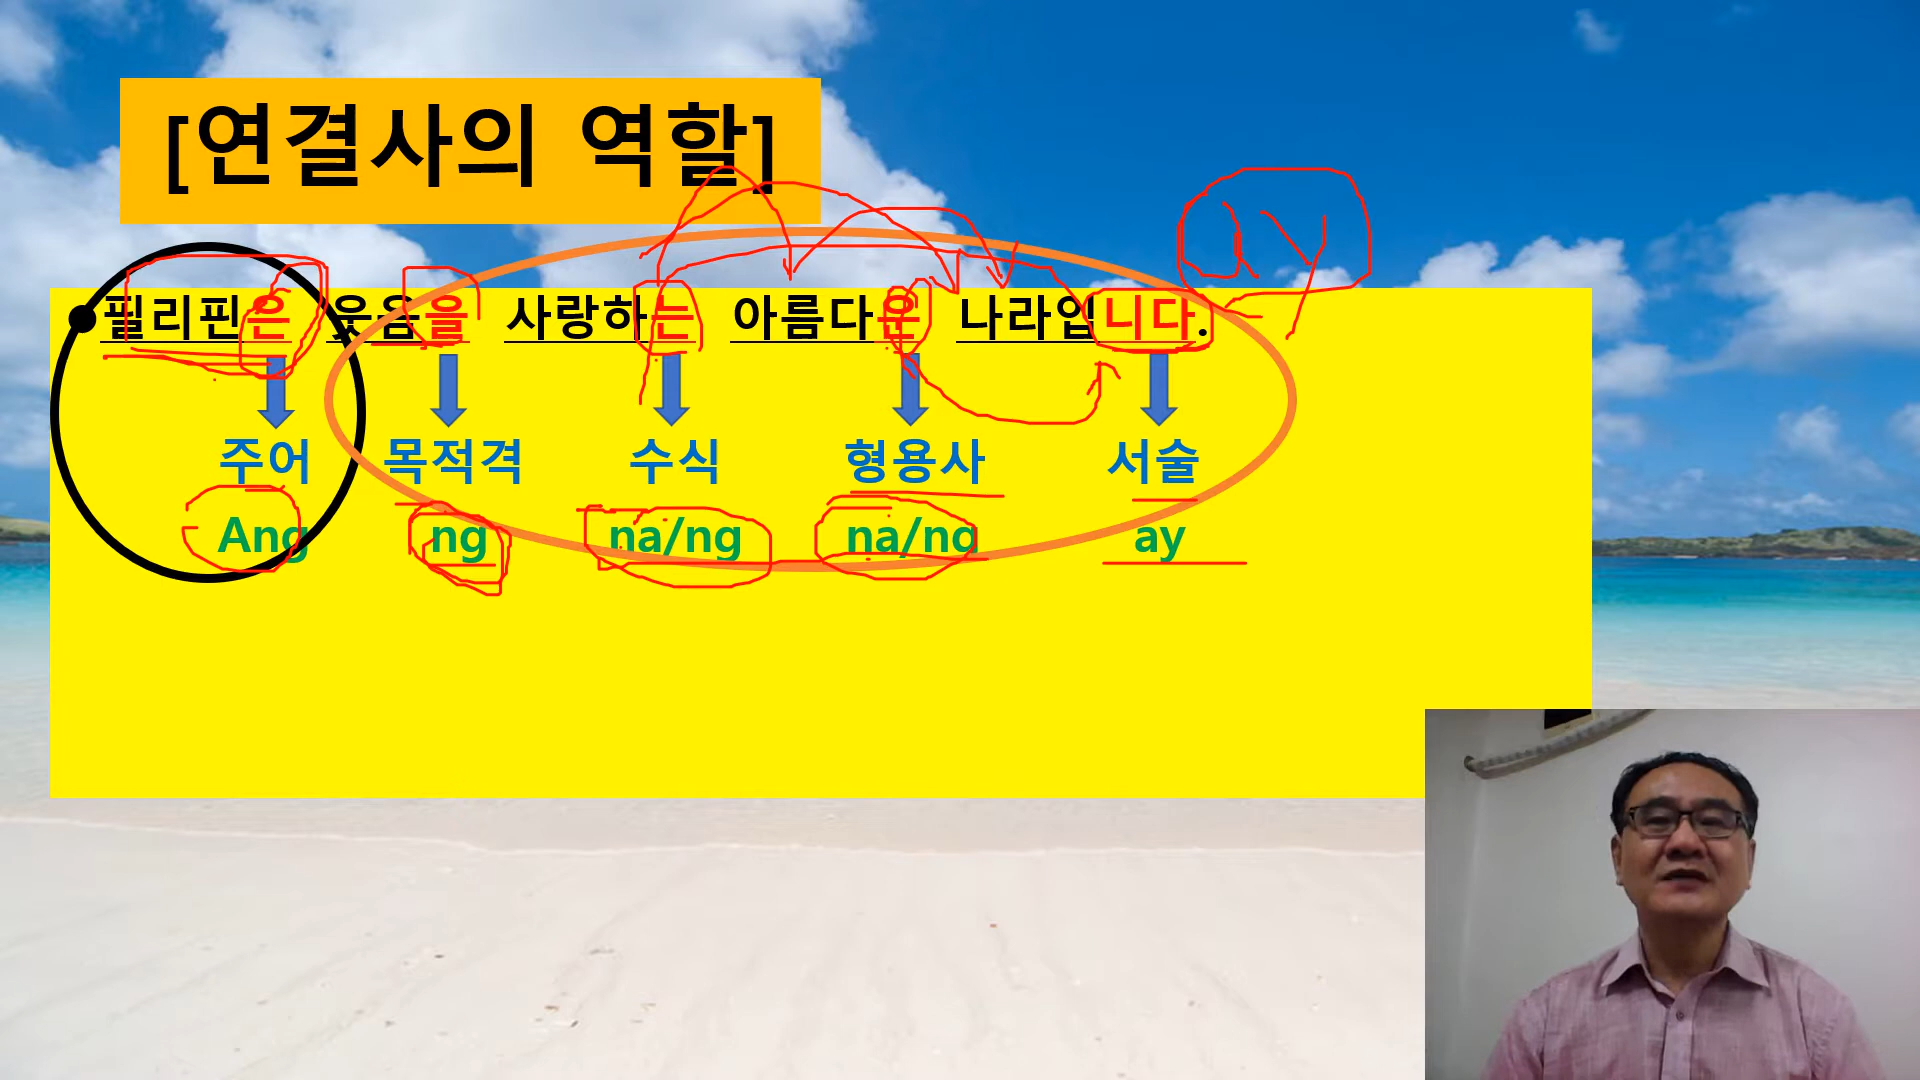 [연결사의 역할]
필리핀은 웃음을 사랑하는 아름다운 나라입니다.
주어 목적격 수식 형용사 서술
Ang ng na/ng na/ng ay
ay